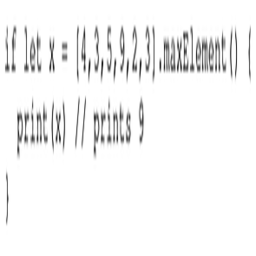 if let x = [4,3,5,9,2,3].maxElement() {
  print(x) // prints 9
}